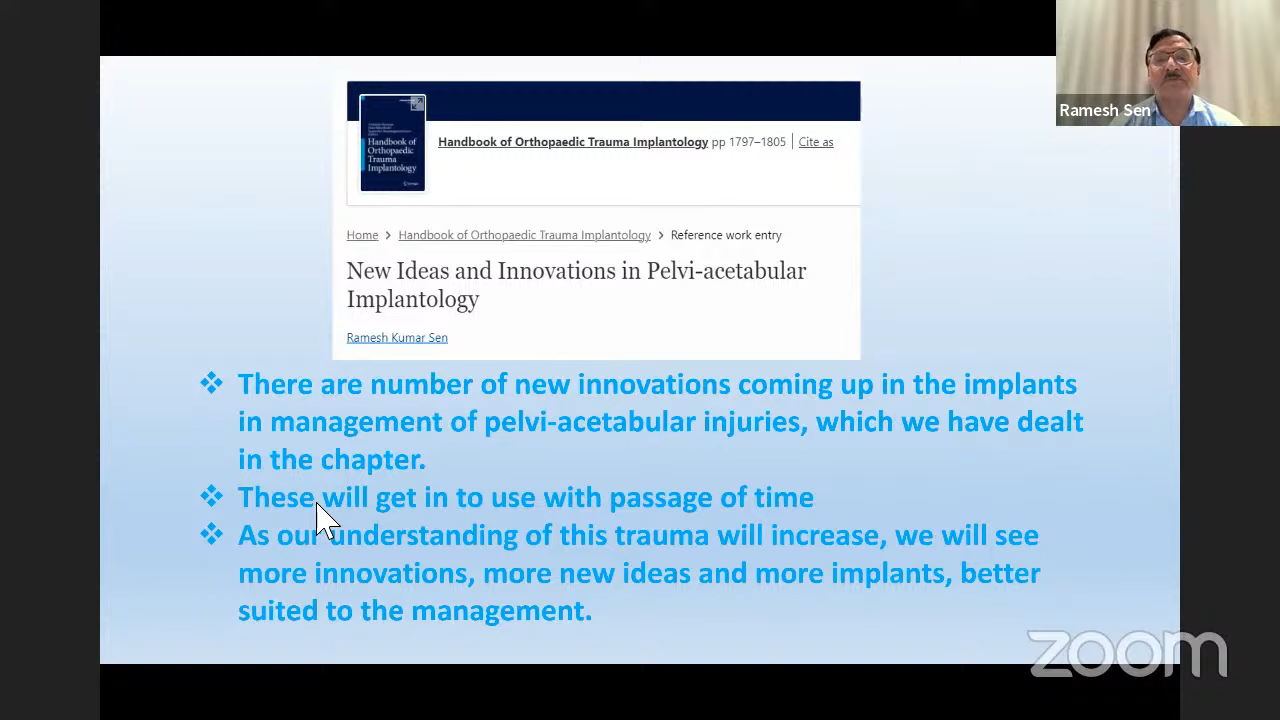 Ramesh Sen
Handbook of
Orthopaedic
Trauma
Implantology
Handbook of Orthopaedic Trauma Implantology pp 1797–1805 | Cite as
Home > Handbook of Orthopaedic Trauma Implantology > Reference work entry
New Ideas and Innovations in Pelvi-acetabular
Implantology
Ramesh Kumar Sen
❖ There are number of new innovations coming up in the implants
in management of pelvi-acetabular injuries, which we have dealt
in the chapter.
❖ These will get in to use with passage of time
❖ As our understanding of this trauma will increase, we will see
more innovations, more new ideas and more implants, better
suited to the management.
zoom